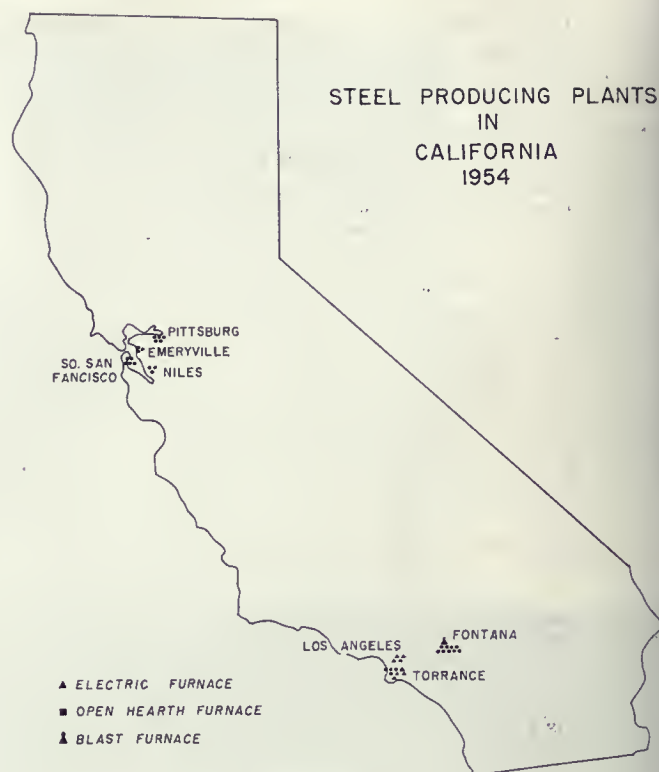 STEEL PRODUCING PLANTS
IN
CALIFORNIA
1954
PITTSBURG
EMERYVILLE
SO. SAN
FANCISCO
NILES
FONTANA
LOS ANGELES
TORRANCE
ELECTRIC FURNACE
OPEN HEARTH FURNACE
BLAST FURNACE